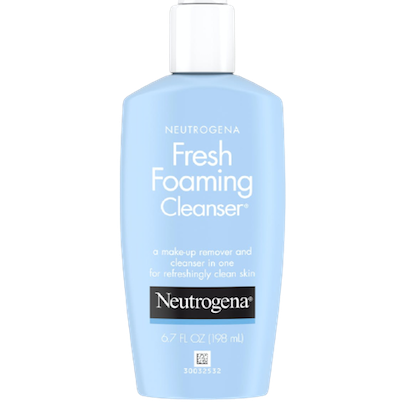 NEUTROGENA
Fresh
Foaming
Cleanser®
a make-up remover and
cleanser in one
for refreshingly clean skin
Neutrogena®
6.7 FL OZ (198 mL)
30032552